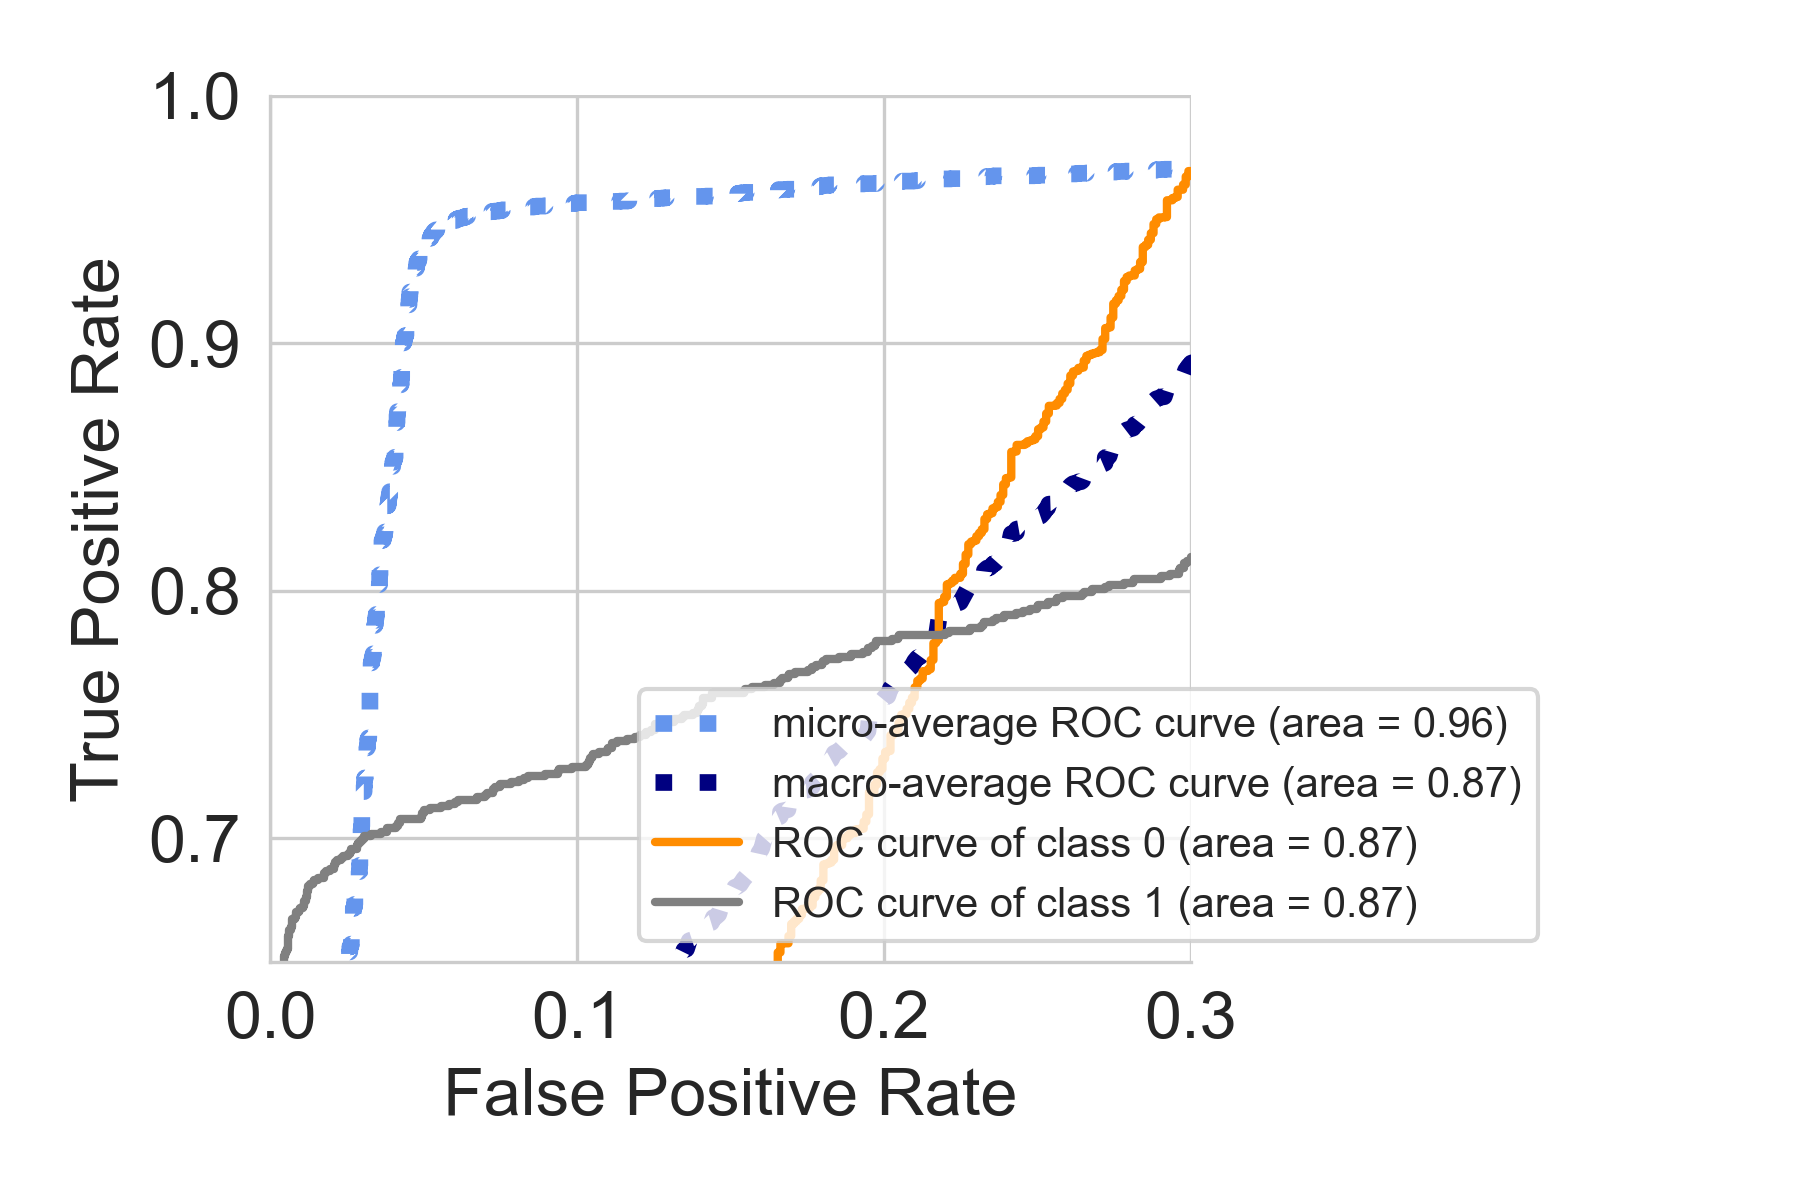 1.0
0.9
0.8
0.7
True Positive Rate
micro-average ROC curve (area = 0.96)
macro-average ROC curve (area = 0.87)
ROC curve of class 0 (area = 0.87)
ROC curve of class 1 (area = 0.87)
0.0 0.1 0.2 0.3
False Positive Rate